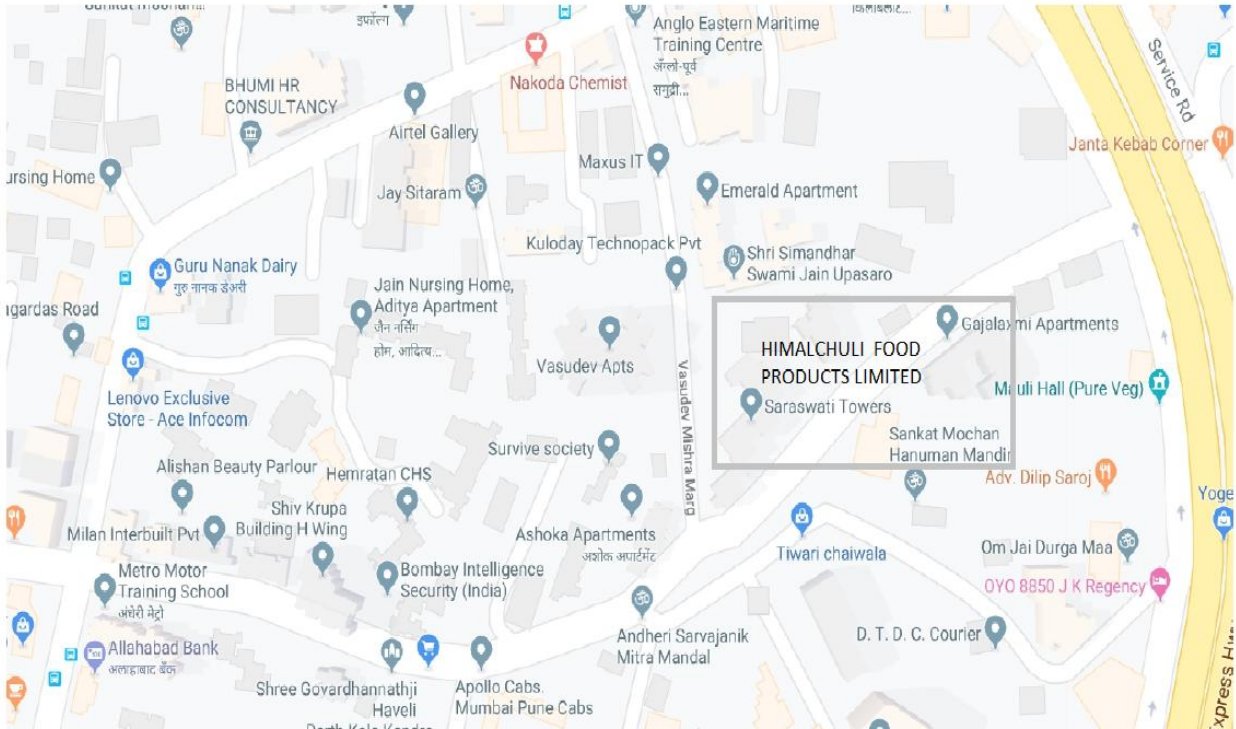 इफॉल्ग
Anglo Eastern Maritime
Training Centre
अँग्लो-पूर्व
समुद्री...
Service Rd
Nakoda Chemist
BHUMI HR
CONSULTANCY
Airtel Gallery
Janta Kebab Corner
Maxus IT
ursing Home
Jay Sitaram
Emerald Apartment
Kuloday Technopack Pvt
Shri Simandhar
Swami Jain Upasaro
Guru Nanak Dairy
गुरु नानक डेअरी
Jain Nursing Home,
Aditya Apartment
जैन नर्सिंग
होम, आदित्य...
agardas Road
Gajalaxmi Apartments
HIMALCHULI FOOD
PRODUCTS LIMITED
Vasudev Apts
Vasudev Mishra Marg
Mauli Hall (Pure Veg)
Lenovo Exclusive
Store - Ace Infocom
Saraswati Towers
Sankat Mochan
Hanuman Mandir
Survive society
Alishan Beauty Parlour
Hemratan CHS
Adv. Dilip Saroj
Yoge
Shiv Krupa
Building H Wing
Milan Interbuilt Pvt
Ashoka Apartments
अशोक अपार्टमेंट
Tiwari chaiwala
Om Jai Durga Maa
Metro Motor
Training School
अंधेरी मेट्रो
Bombay Intelligence
Security (India)
OYO 8850 J K Regency
Andheri Sarvajanik
Mitra Mandal
D. T. D. C. Courier
Allahabad Bank
अलाहाबाद बँक
Shree Govardhannathji
Haveli
Apollo Cabs.
Mumbai Pune Cabs